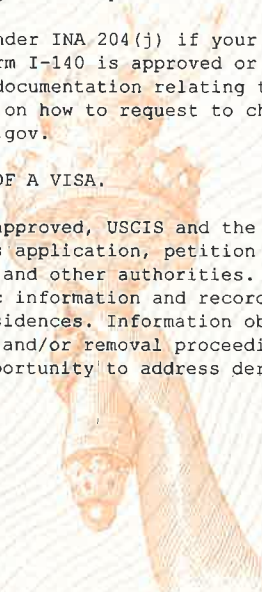 nder INA 204(j) if your
rm I-140 is approved or
documentation relating t
on how to request to ch
.gov.
OF A VISA.
approved, USCIS and the
s application, petition
and other authorities.
c information and record
sidences. Information ob
and/or removal proceedi
portunity to address der